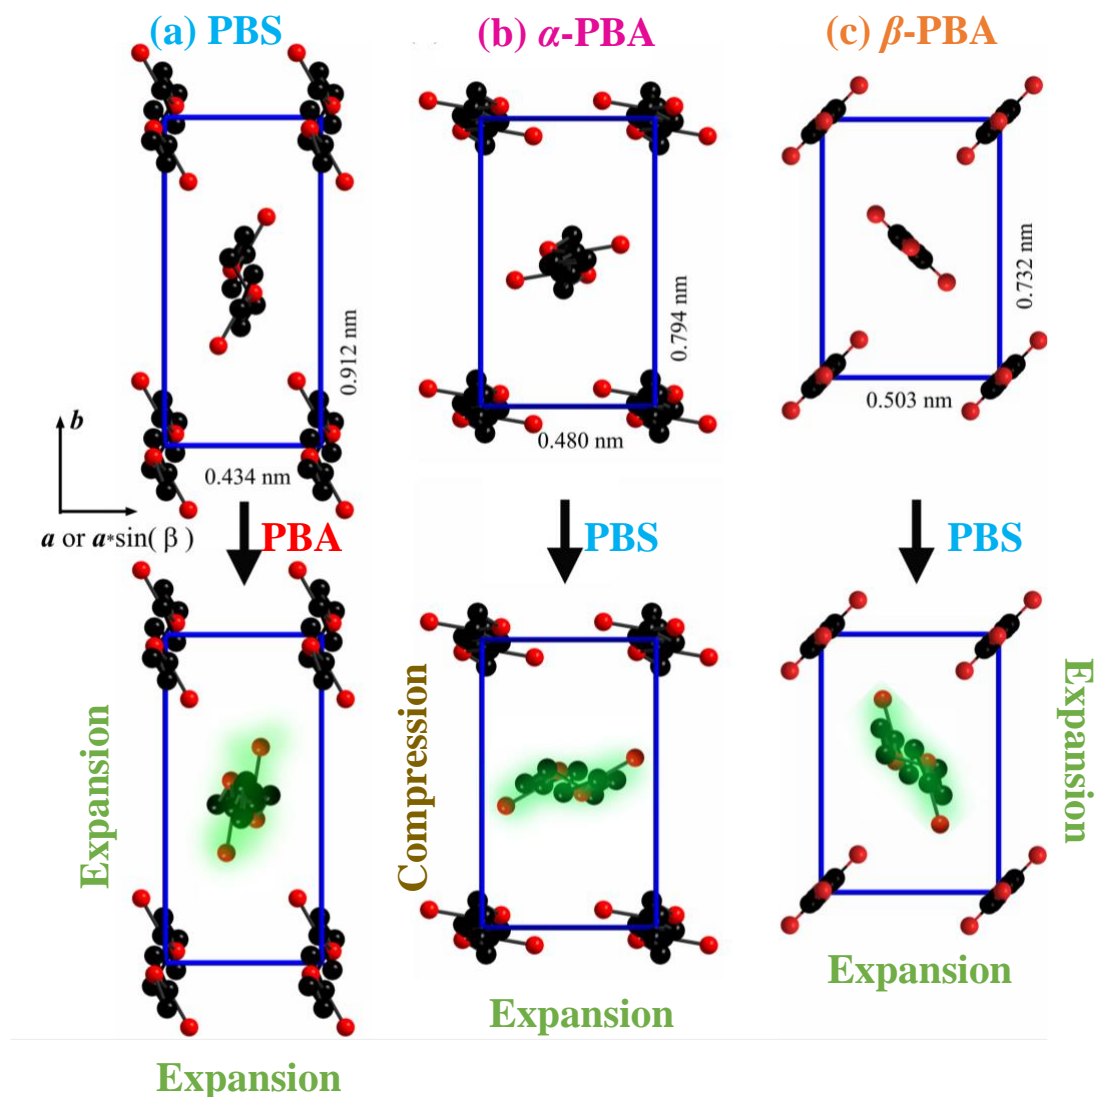 (a) PBS
(b) α-PBA
(c) β-PBA
0.912 nm
0.794 nm
0.732 nm
0.434 nm
0.480 nm
0.503 nm
b
a or a*sin( β )
PBA
PBS
PBS
Expansion
Compression
Expansion
Expansion
Expansion
Expansion